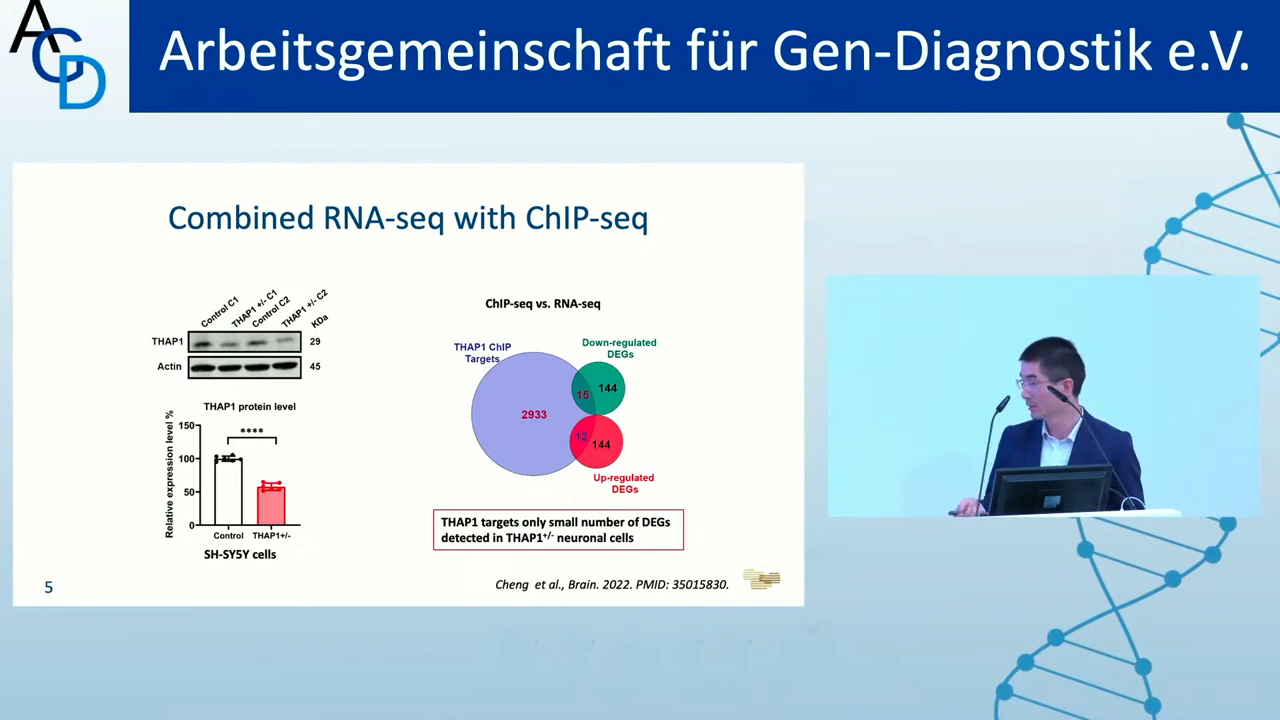 AGD
Arbeitsgemeinschaft für Gen-Diagnostik e.V.
Combined RNA-seq with ChIP-seq
Control C1
THAP1 +/- C1
Control C2
THAP1 +/- C2
KDa
THAP1
29
Actin
45
THAP1 protein level
Relative expression level %
150
100
50
0
****
Control
THAP1+/-
SH-SY5Y cells
ChIP-seq vs. RNA-seq
THAP1 ChIP
Targets
Down-regulated
DEGs
2933
15
144
12
144
Up-regulated
DEGs
THAP1 targets only small number of DEGs
detected in THAP1+/- neuronal cells
5
Cheng et al., Brain. 2022. PMID: 35015830.